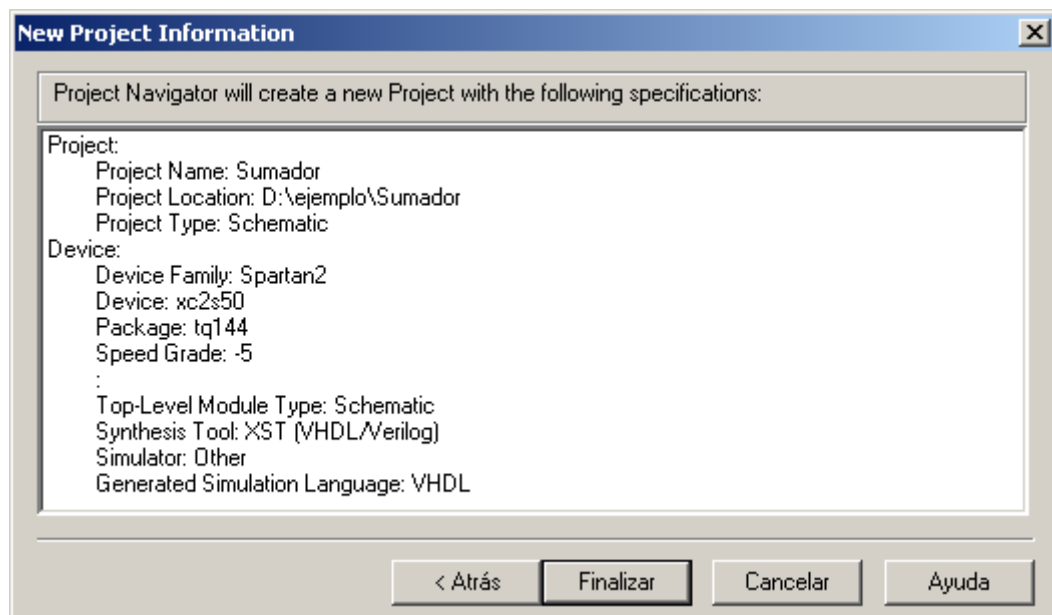 New Project Information
Project Navigator will create a new Project with the following specifications:
Project:
Project Name: Sumador
Project Location: D:\ejemplo\Sumador
Project Type: Schematic
Device:
Device Family: Spartan2
Device: xc2s50
Package: tq144
Speed Grade: -5
:
Top-Level Module Type: Schematic
Synthesis Tool: XST (VHDL/Verilog)
Simulator: Other
Generated Simulation Language: VHDL
< Atrás Finalizar Cancelar Ayuda